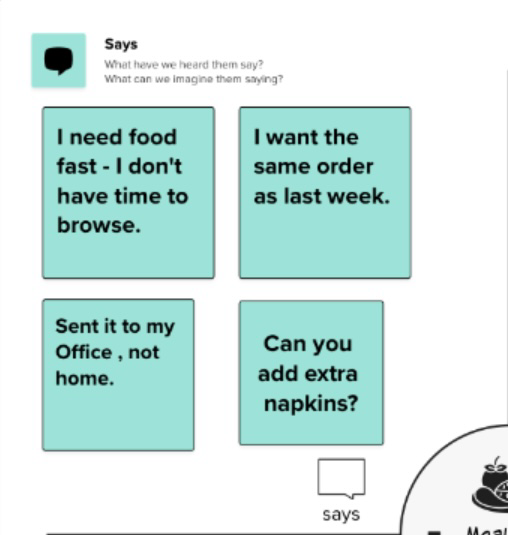 Says
What have we heard them say?
What can we imagine them saying?
I need food
fast - I don't
have time to
browse.
I want the
same order
as last week.
Sent it to my
Office , not
home.
Can you
add extra
napkins?
says